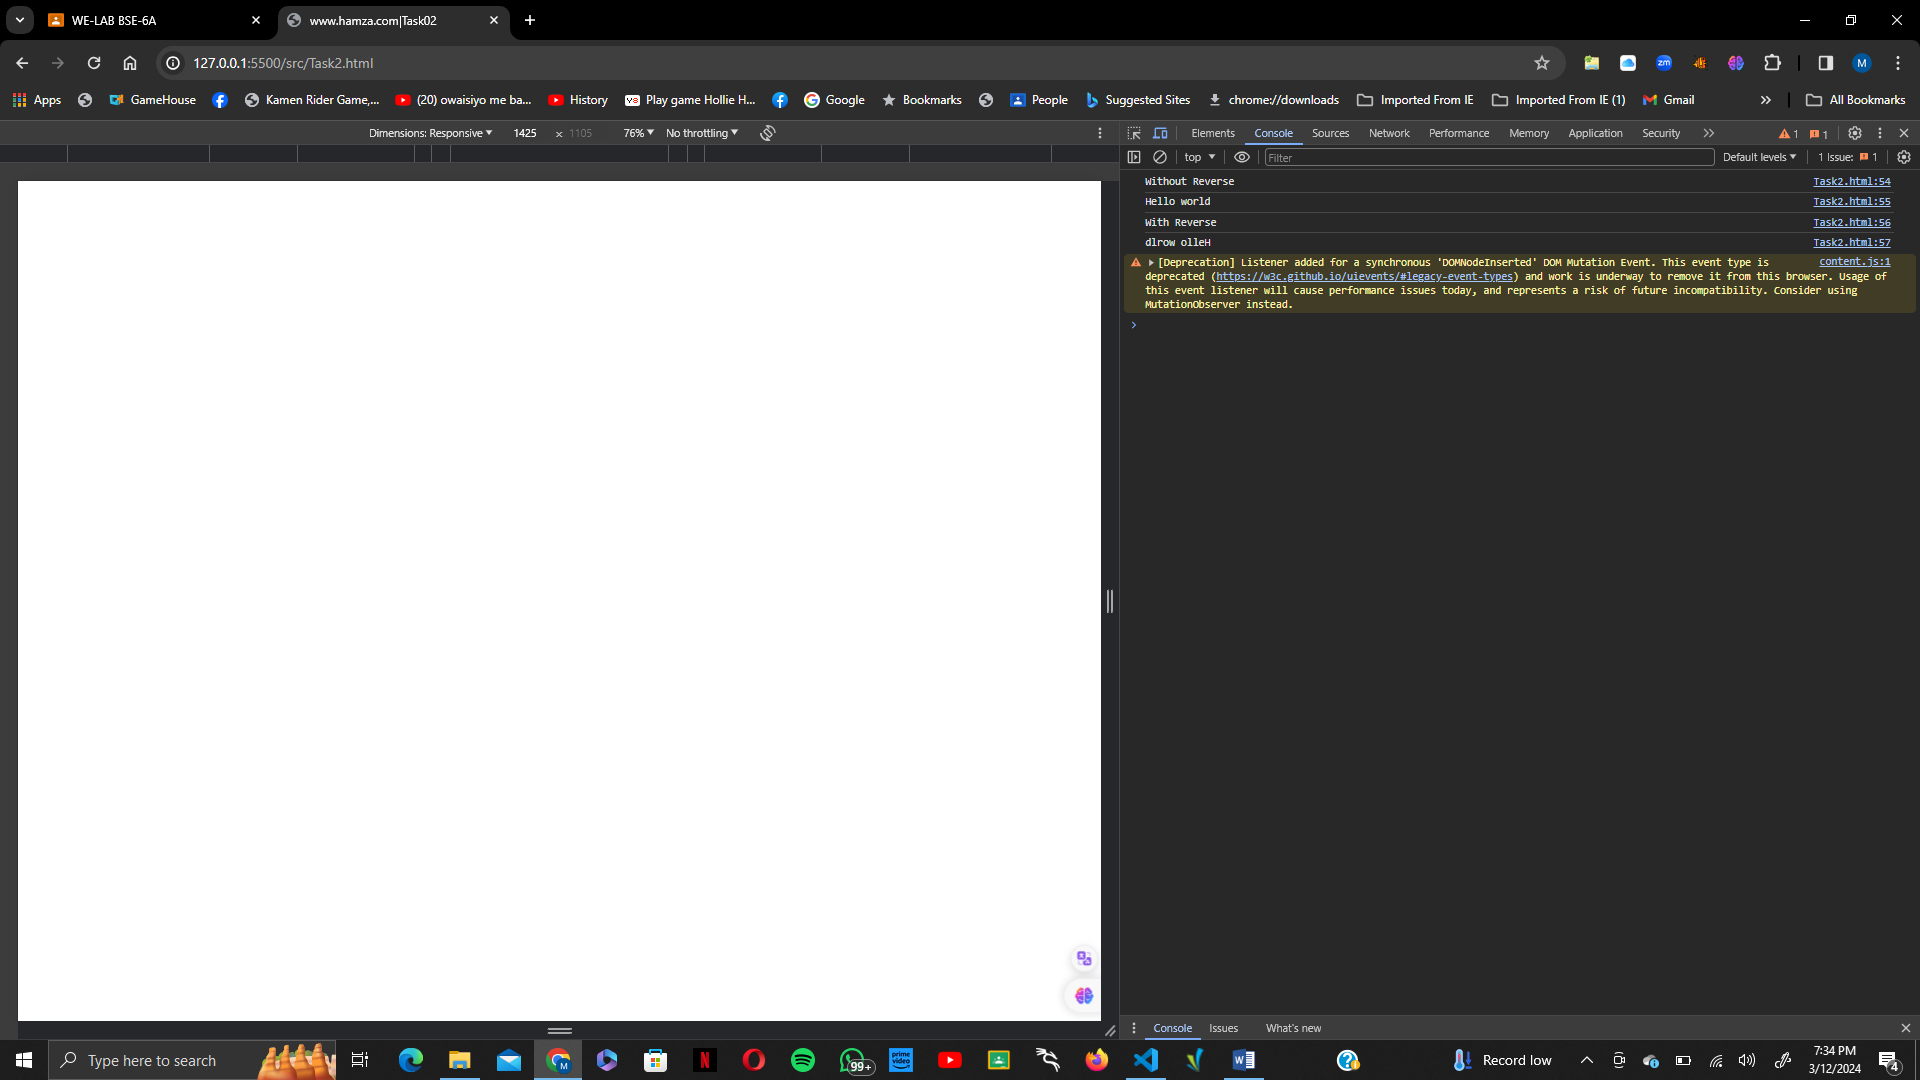 WE-LAB BSE-6A
www.hamza.com|Task02
127.0.0.1:5500/src/Task2.html
zm
M
Apps
GameHouse
Kamen Rider Game,...
(20) owaisiyo me ba...
History
Play game Hollie H...
Google
Bookmarks
People
Suggested Sites
chrome://downloads
Imported From IE
Imported From IE (1)
Gmail
All Bookmarks
Dimensions: Responsive
1425 × 1105
76%
No throttling
Elements
Console
Sources
Network
Performance
Memory
Application
Security
1
1
top
Filter
Default levels
1 Issue: 1
Without Reverse Task2.html:54
Hello world Task2.html:55
With Reverse Task2.html:56
dlrow olleH Task2.html:57
[Deprecation] Listener added for a synchronous 'DOMNodeInserted' DOM Mutation Event. This event type is content.js:1
deprecated (https://w3c.github.io/uievents/#legacy-event-types) and work is underway to remove it from this browser. Usage of
this event listener will cause performance issues today, and represents a risk of future incompatibility. Consider using
MutationObserver instead.
Console
Issues
What's new
Type here to search
M
N
99+
prime video
Record low
7:34 PM
3/12/2024
4